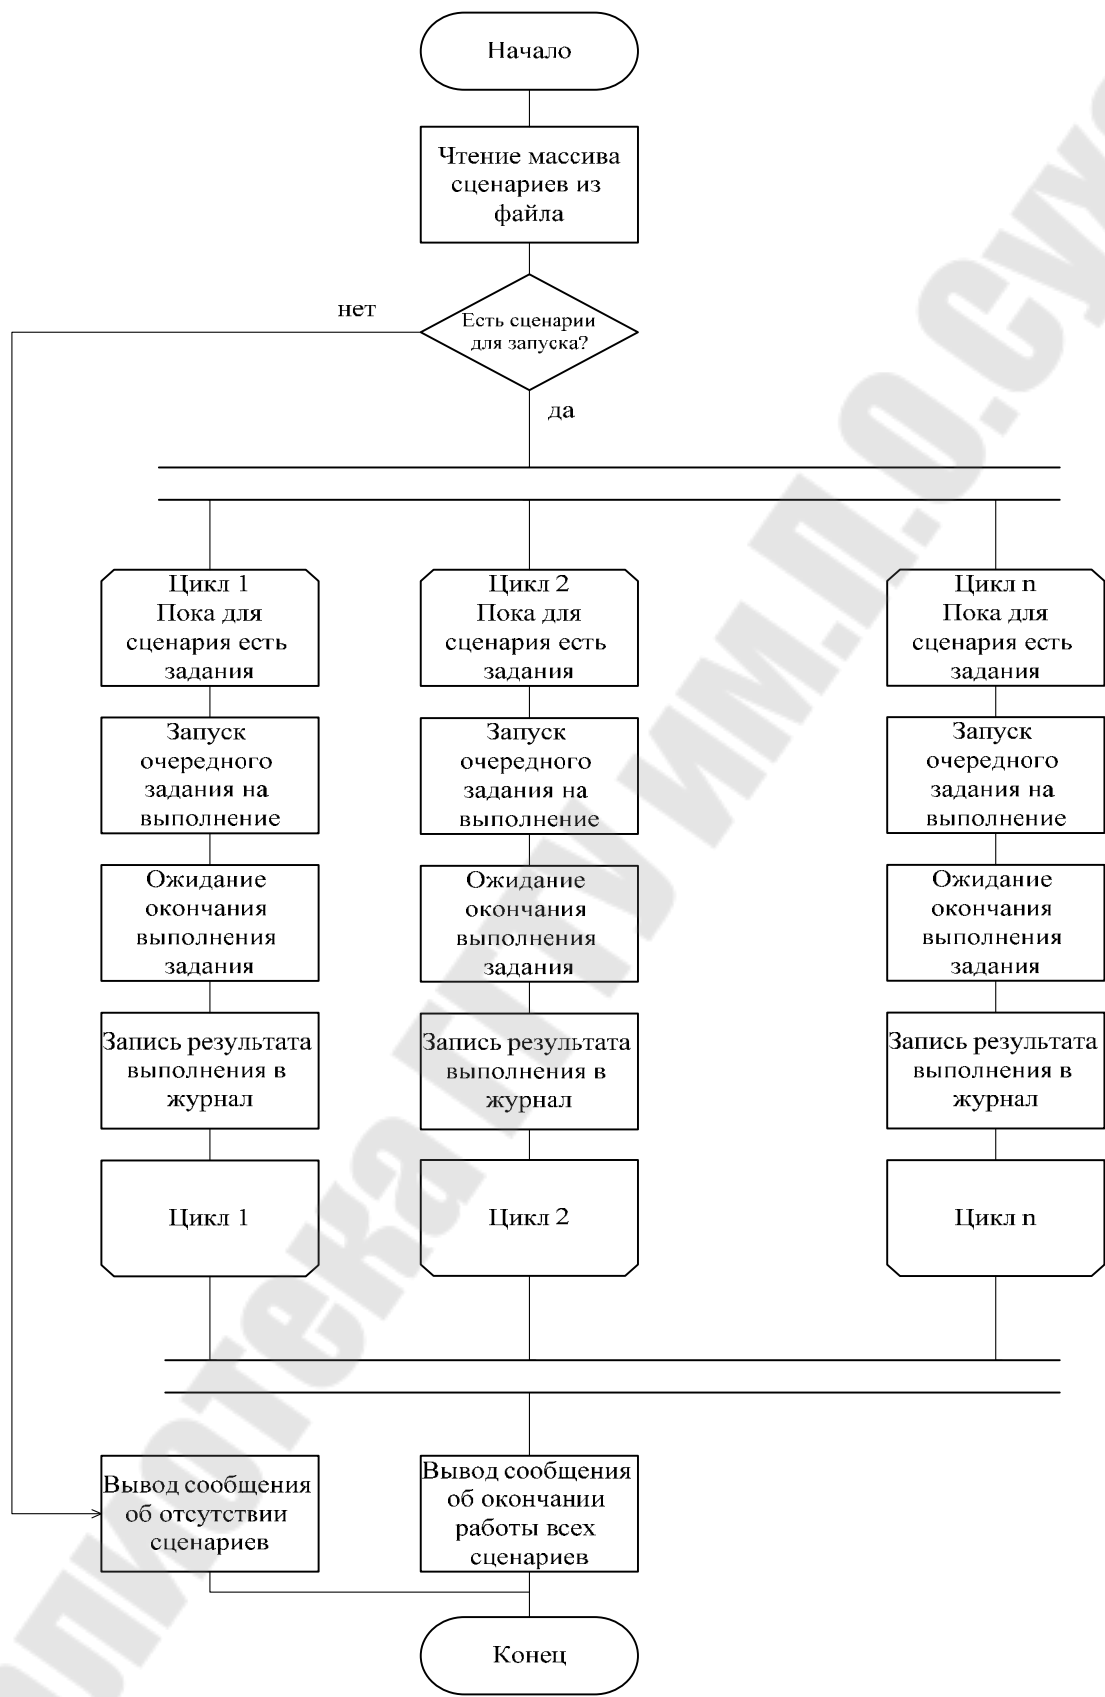 Начало
Чтение массива
сценариев из
файла
нет
Есть сценарии
для запуска?
да
Цикл 1
Пока для
сценария есть
задания
Цикл 2
Пока для
сценария есть
задания
Цикл n
Пока для
сценария есть
задания
Запуск
очередного
задания на
выполнение
Запуск
очередного
задания на
выполнение
Запуск
очередного
задания на
выполнение
Ожидание
окончания
выполнения
задания
Ожидание
окончания
выполнения
задания
Ожидание
окончания
выполнения
задания
Запись результата
выполнения в
журнал
Запись результата
выполнения в
журнал
Запись результата
выполнения в
журнал
Цикл 1
Цикл 2
Цикл n
Вывод сообщения
об отсутствии
сценариев
Вывод сообщения
об окончании
работы всех
сценариев
Конец
ГГТУ им.П.О.